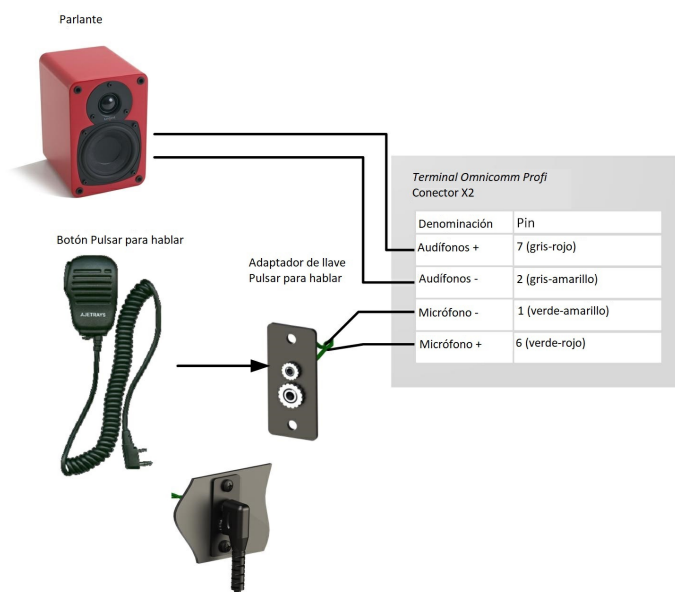 Parlante
Terminal Omnicomm Profi
Conector X2
Denominación Pin
Audífonos + 7 (gris-rojo)
Audífonos - 2 (gris-amarillo)
Micrófono - 1 (verde-amarillo)
Micrófono + 6 (verde-rojo)
Botón Pulsar para hablar
AJETRAYS
Adaptador de llave
Pulsar para hablar